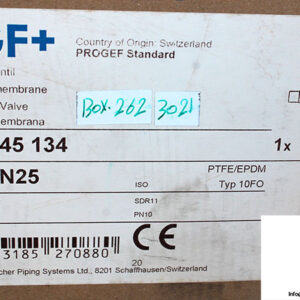 GF+
Country of Origin: Switzerland
PROGEF Standard
ntil
membrane
Valve
membrana
BOX-262
3021
45 134
1x
N25
PTFE/EPDM
ISO
Typ 10FO
SDR11
PN10
CE
3185 270880
20
cher Piping Systems Ltd., 8201 Schaffhausen/Switzerland